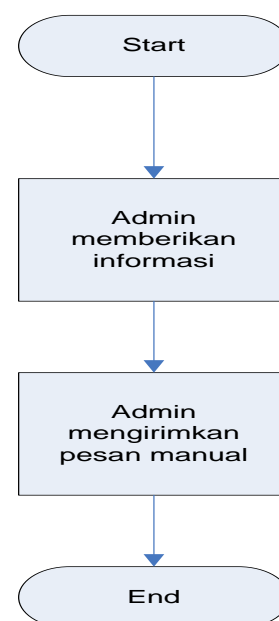 Start
Admin
memberikan
informasi
Admin
mengirimkan
pesan manual
End